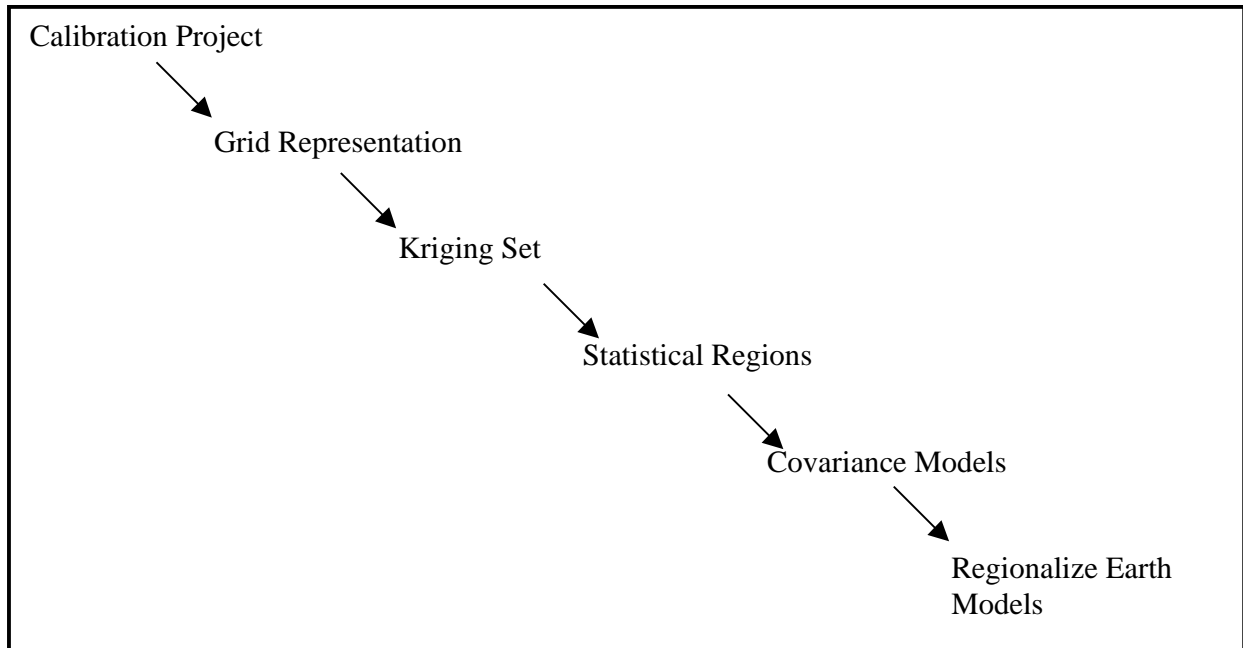 Calibration Project
Grid Representation
Kriging Set
Statistical Regions
Covariance Models
Regionalize Earth
Models